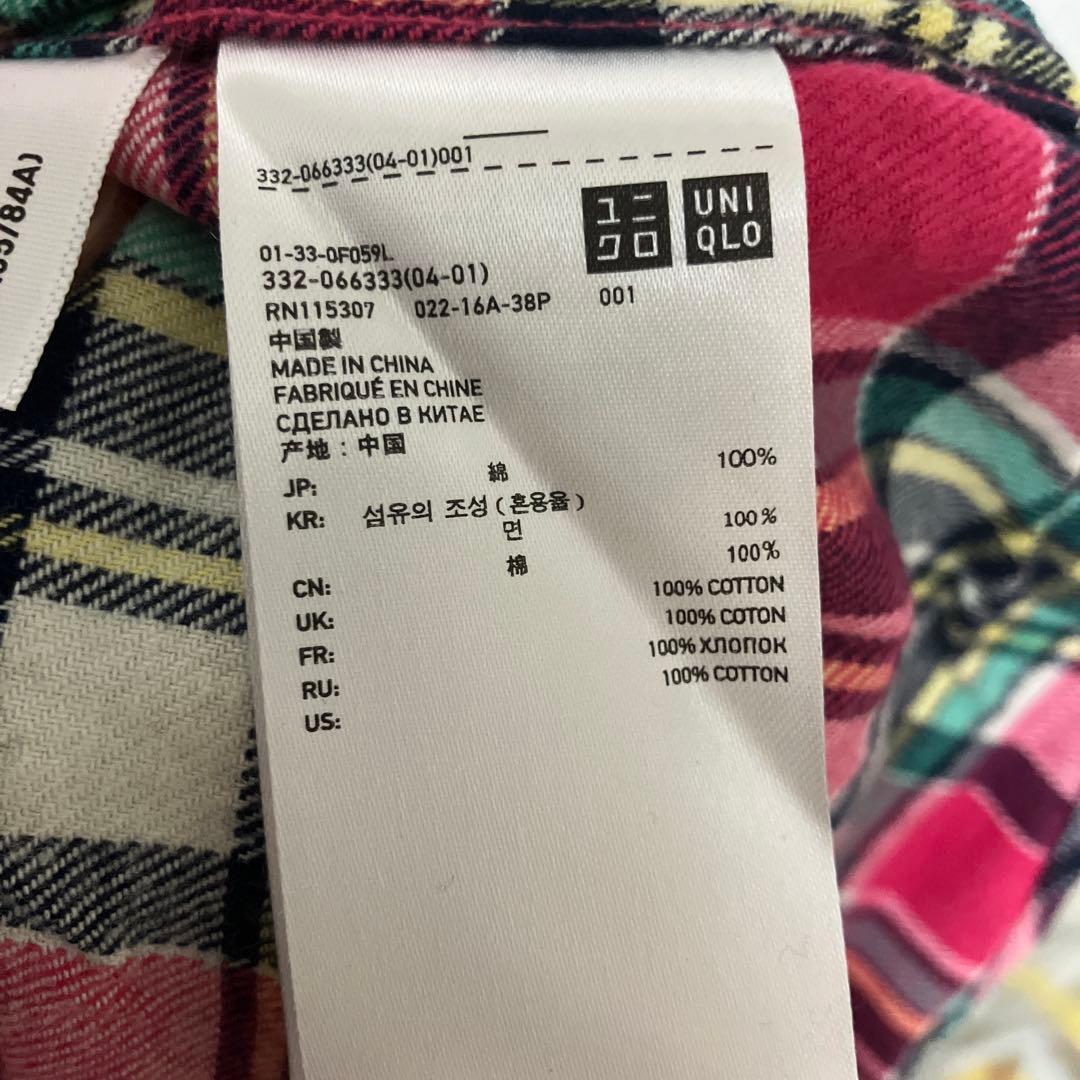 332-066333(04-01)001
ユニクロ
UNIQLO
01-33-0F059L
332-066333(04-01)
RN115307 022-16A-38P 001
中国製
MADE IN CHINA
FABRIQUÉ EN CHINE
СДЕЛАНО В КИТАЕ
产地：中国
JP: 綿 100%
KR: 섬유의 조성 (혼용율)
면 100%
棉 100%
CN: 100% COTTON
UK: 100% COTON
FR: 100% ХЛОПОК
RU: 100% COTTON
US:
/84A)